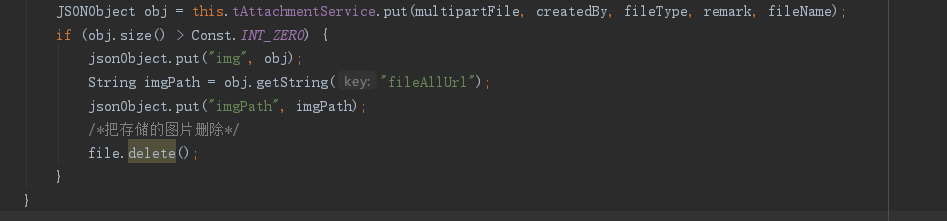 JSONObject obj = this.tAttachmentService.put(multipartFile, createdBy, fileType, remark, fileName);
if (obj.size() > Const.INT_ZERO) {
jsonObject.put("img", obj);
String imgPath = obj.getString( key: "fileAllUrl");
jsonObject.put("imgPath", imgPath);
/*把存储的图片删除*/
file.delete();
}
}